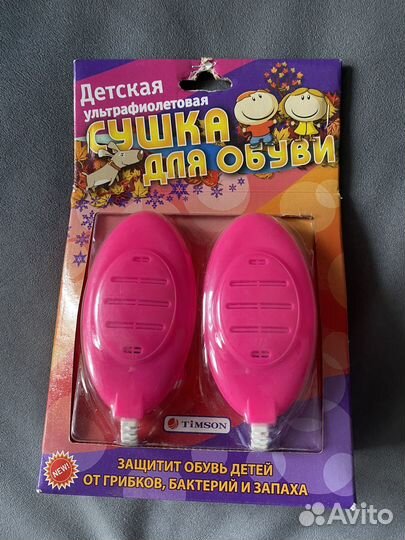 Детская
ультрафиолетовая
СУШКА
ДЛЯ ОБУВИ
TiMSON
NEW!
ЗАЩИТИТ ОБУВЬ ДЕТЕЙ
ОТ ГРИБКОВ, БАКТЕРИЙ И ЗАПАХА
Avito